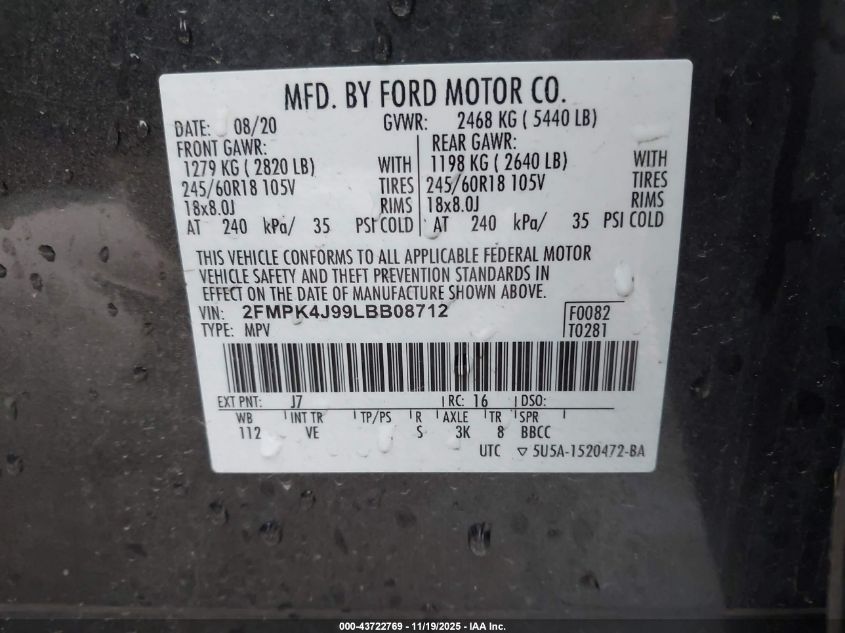 MFD. BY FORD MOTOR CO.
DATE: 08/20 GVWR: 2468 KG ( 5440 LB)
FRONT GAWR: REAR GAWR:
1279 KG ( 2820 LB) WITH 1198 KG ( 2640 LB) WITH
245/60R18 105V TIRES 245/60R18 105V TIRES
18x8.0J RIMS 18x8.0J RIMS
AT 240 kPa/ 35 PSI COLD AT 240 kPa/ 35 PSI COLD
THIS VEHICLE CONFORMS TO ALL APPLICABLE FEDERAL MOTOR
VEHICLE SAFETY AND THEFT PREVENTION STANDARDS IN
EFFECT ON THE DATE OF MANUFACTURE SHOWN ABOVE.
VIN: 2FMPK4J99LBB08712 F0082
TYPE: MPV T0281
EXT PNT: J7 RC: 16 DSO:
WB INT TR TP/PS R AXLE TR SPR
112 VE S 3K 8 BBCC
UTC ▽ 5U5A-1520472-BA
000-43722769 - 11/19/2025 - IAA Inc.